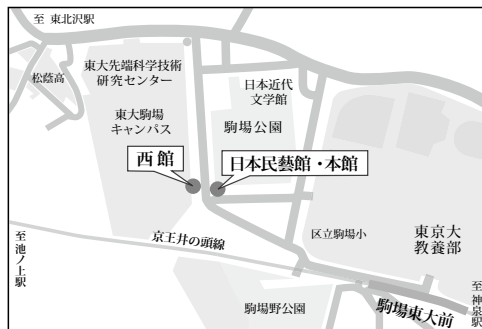 至 東北沢駅
松蔭高
東大先端科学技術
研究センター
日本近代
文学館
東大駒場
キャンパス
駒場公園
西館
日本民藝館・本館
至池ノ上駅
京王井の頭線
区立駒場小
東京大
教養部
駒場野公園
駒場東大前
至神泉駅